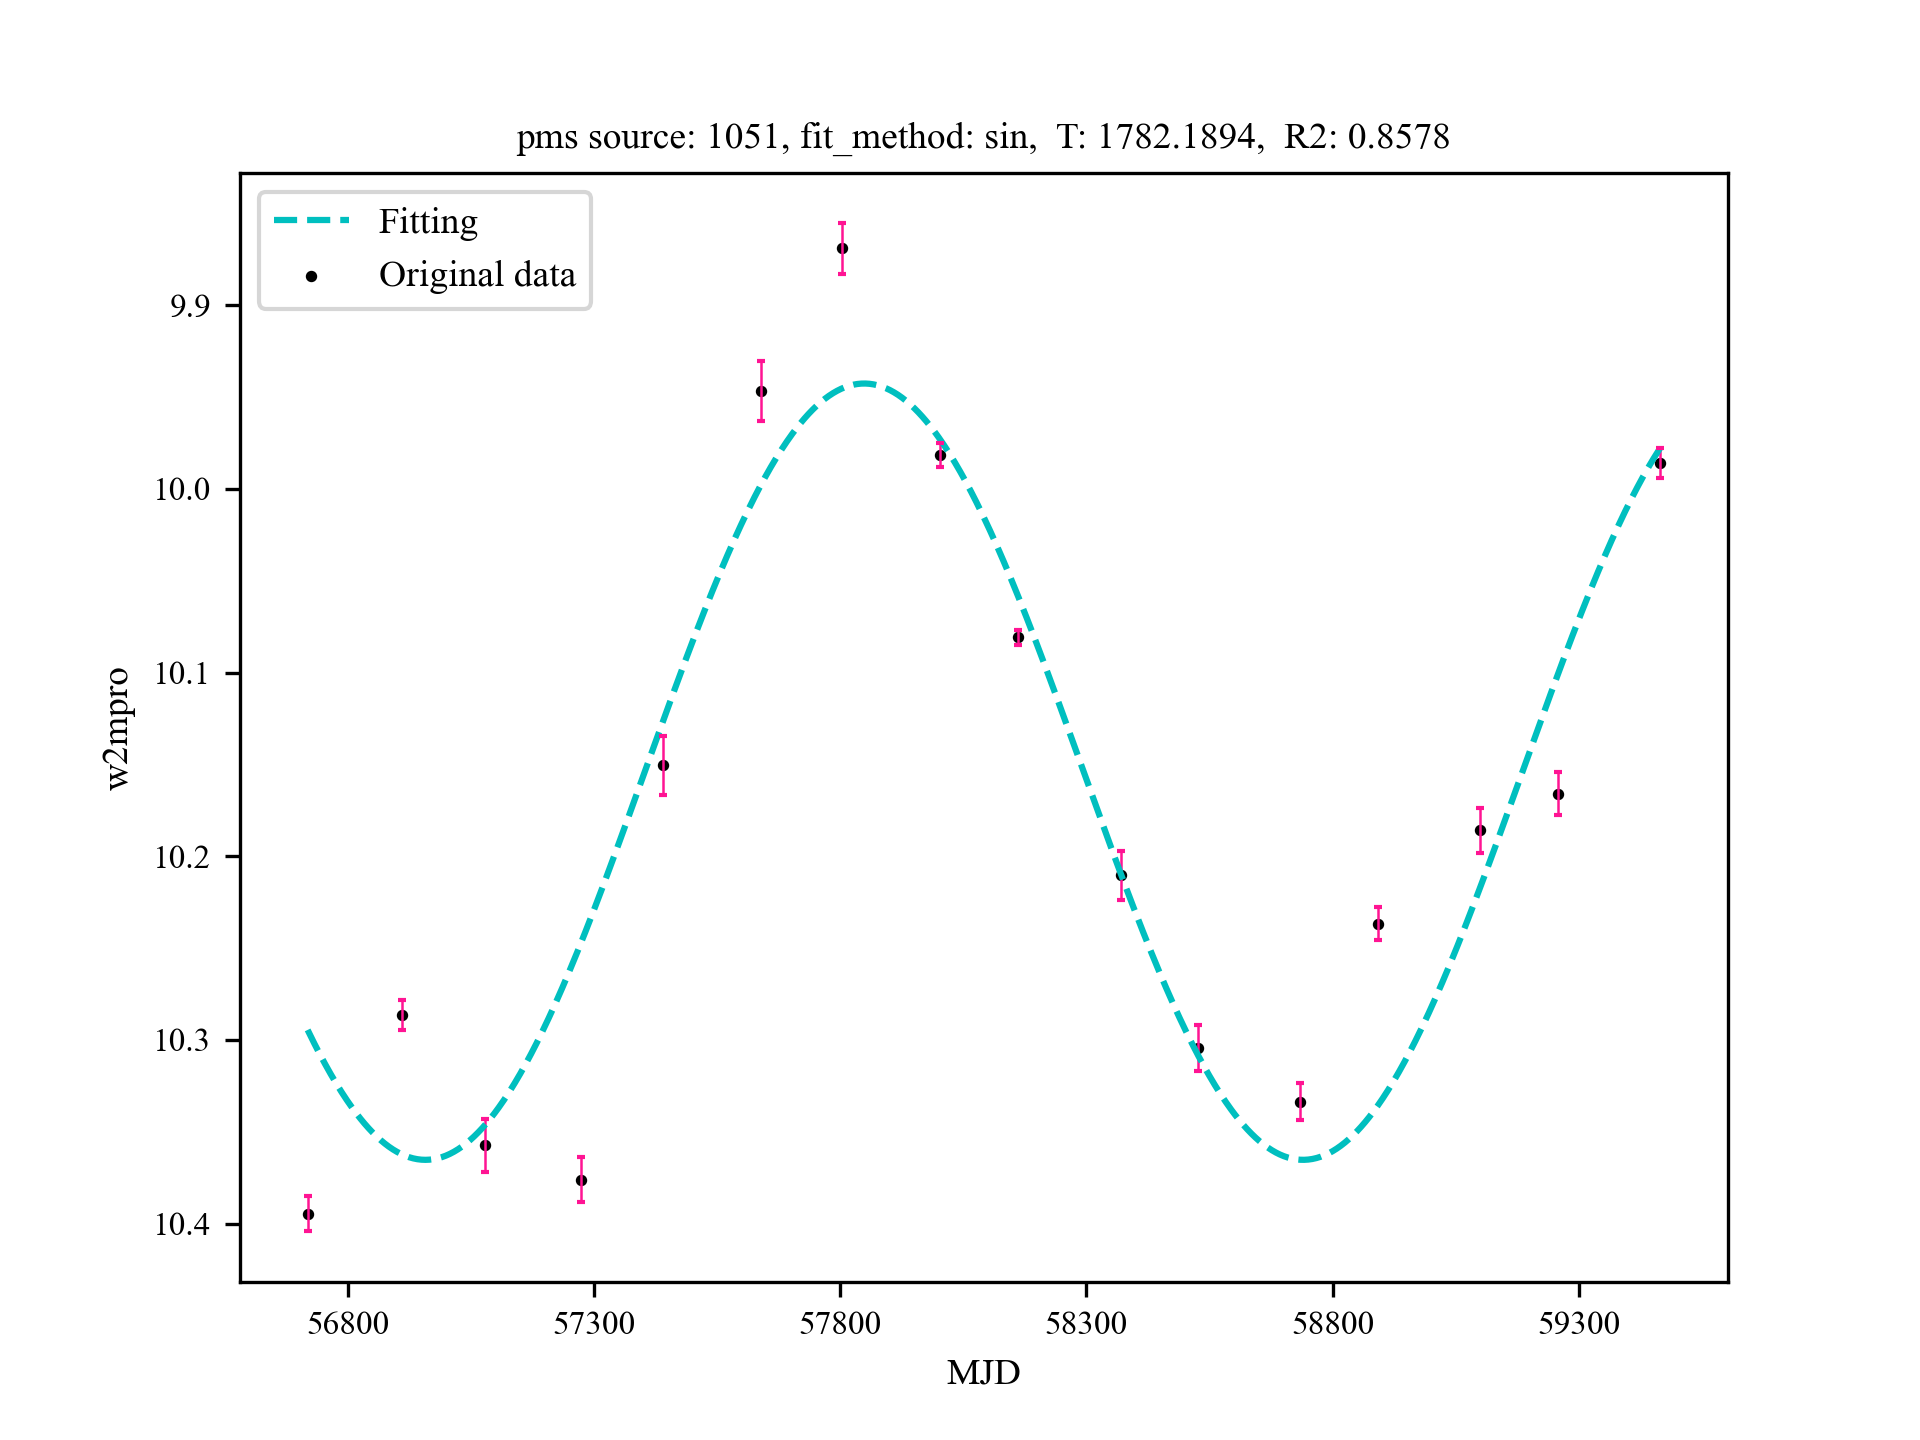 pms source: 1051, fit_method: sin,  T: 1782.1894,  R2: 0.8578
Fitting
Original data
9.9
10.0
10.1
10.2
10.3
10.4
w2mpro
56800 57300 57800 58300 58800 59300
MJD